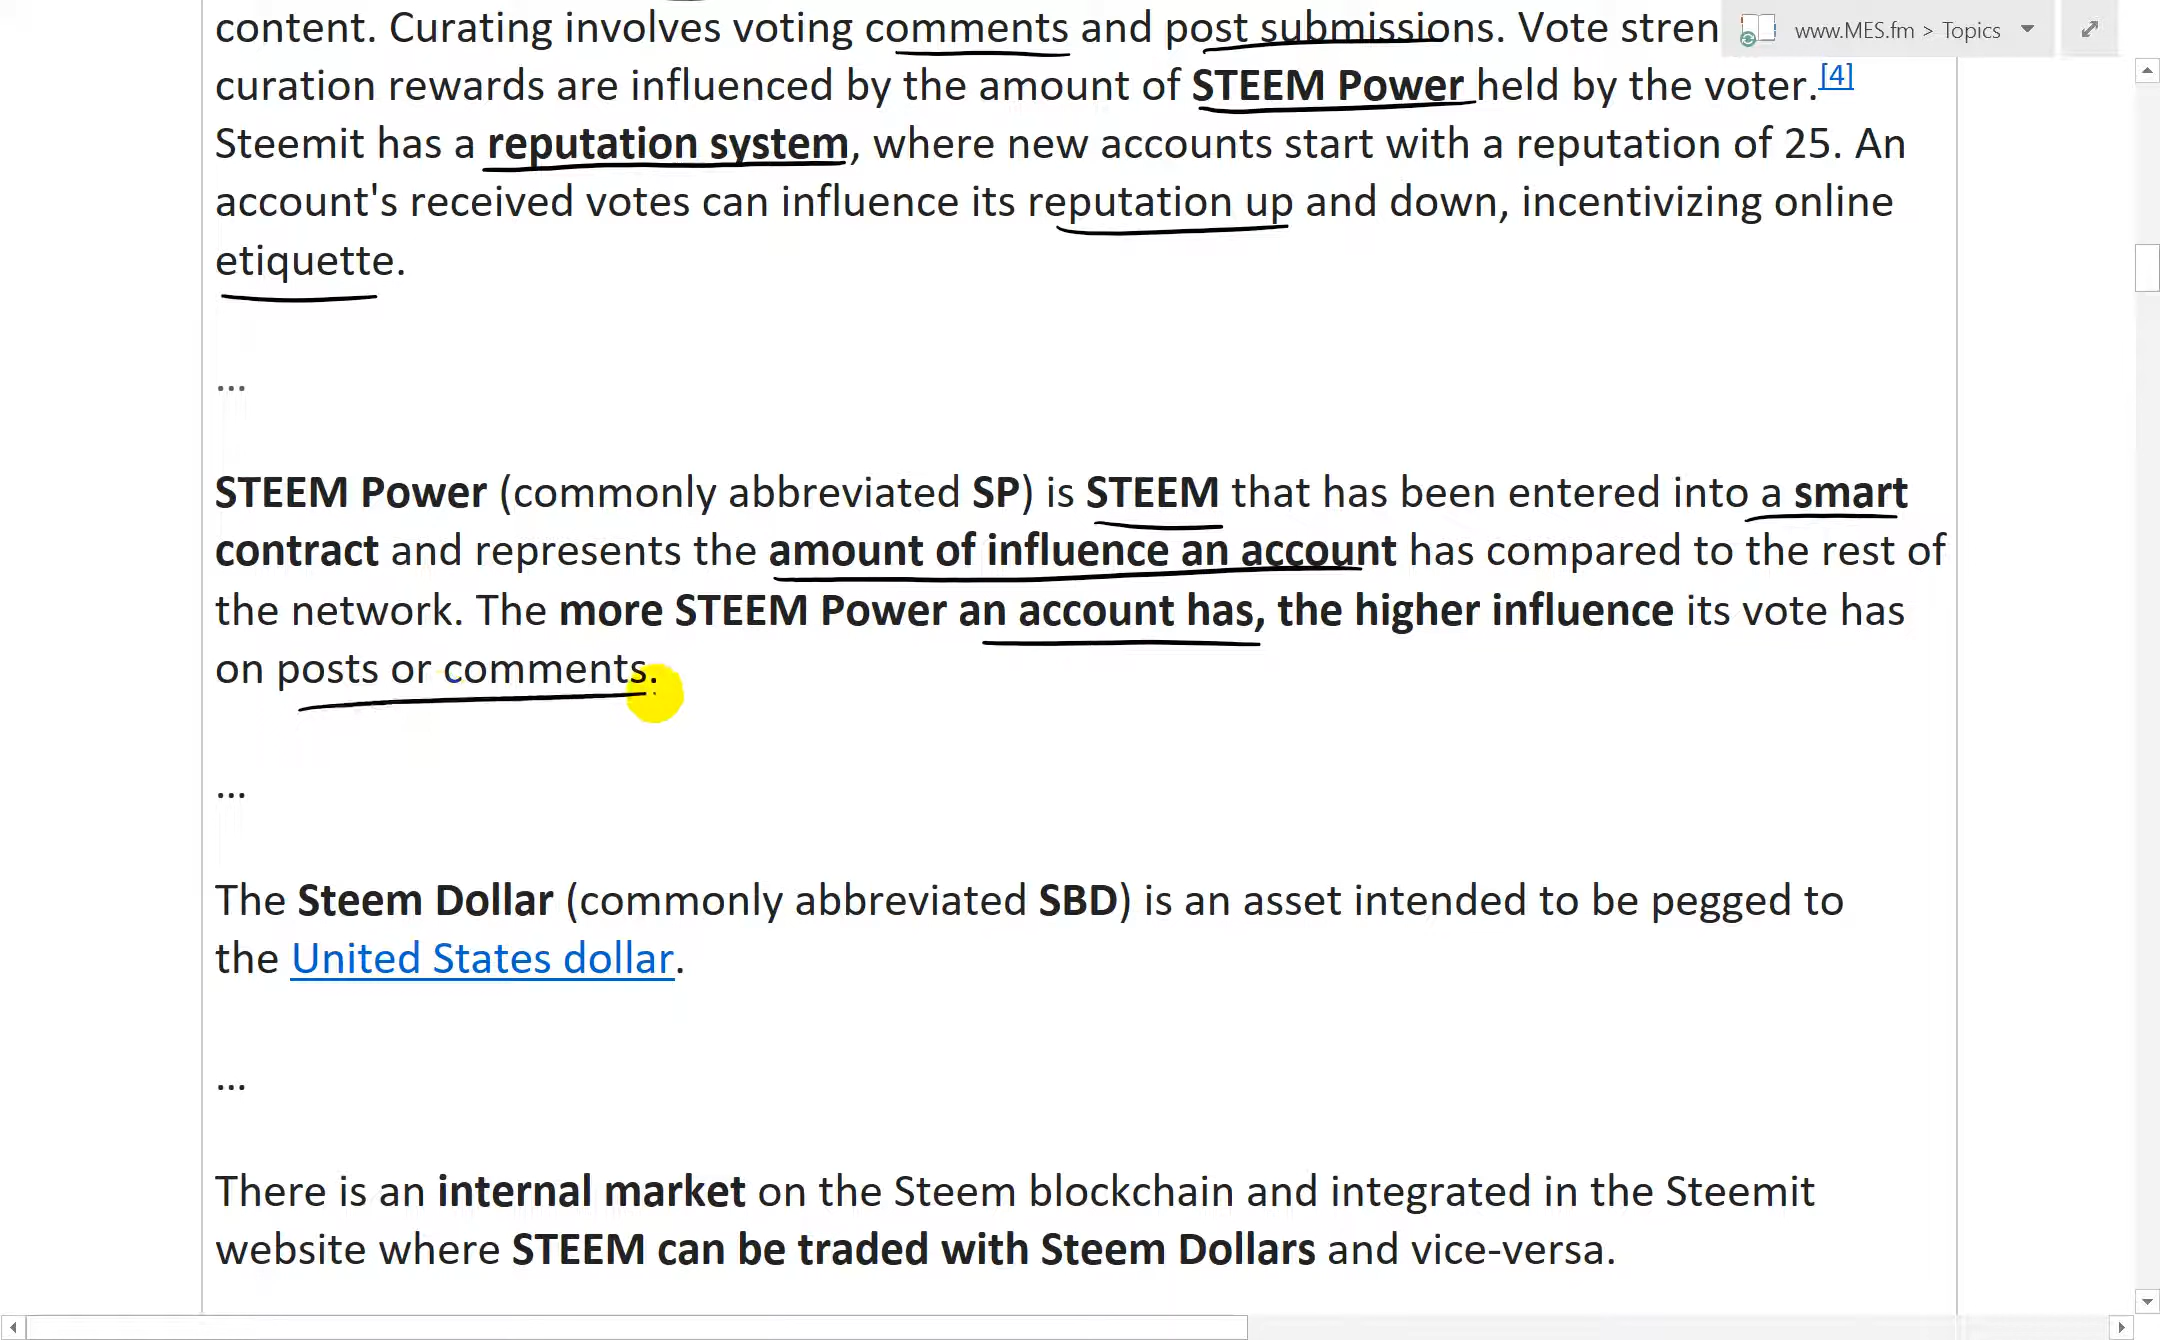 content. Curating involves voting comments and post submissions. Vote stren
www.MES.fm > Topics
curation rewards are influenced by the amount of STEEM Power held by the voter.[4]
Steemit has a reputation system, where new accounts start with a reputation of 25. An
account's received votes can influence its reputation up and down, incentivizing online
etiquette.
...
STEEM Power (commonly abbreviated SP) is STEEM that has been entered into a smart
contract and represents the amount of influence an account has compared to the rest of
the network. The more STEEM Power an account has, the higher influence its vote has
on posts or comments.
...
The Steem Dollar (commonly abbreviated SBD) is an asset intended to be pegged to
the United States dollar.
...
There is an internal market on the Steem blockchain and integrated in the Steemit
website where STEEM can be traded with Steem Dollars and vice-versa.